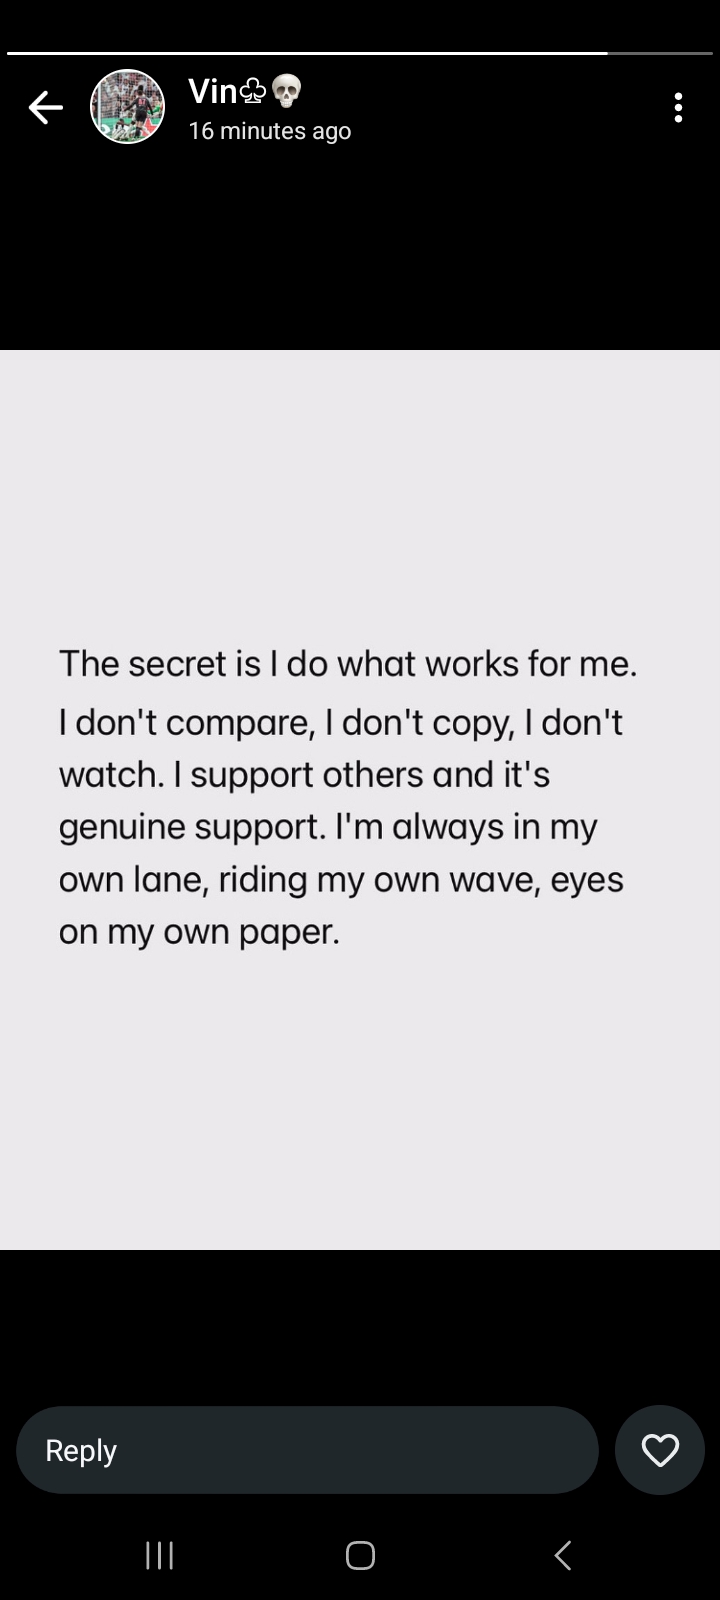 Vin♧💀
16 minutes ago
The secret is I do what works for me.
I don't compare, I don't copy, I don't
watch. I support others and it's
genuine support. I'm always in my
own lane, riding my own wave, eyes
on my own paper.
Reply